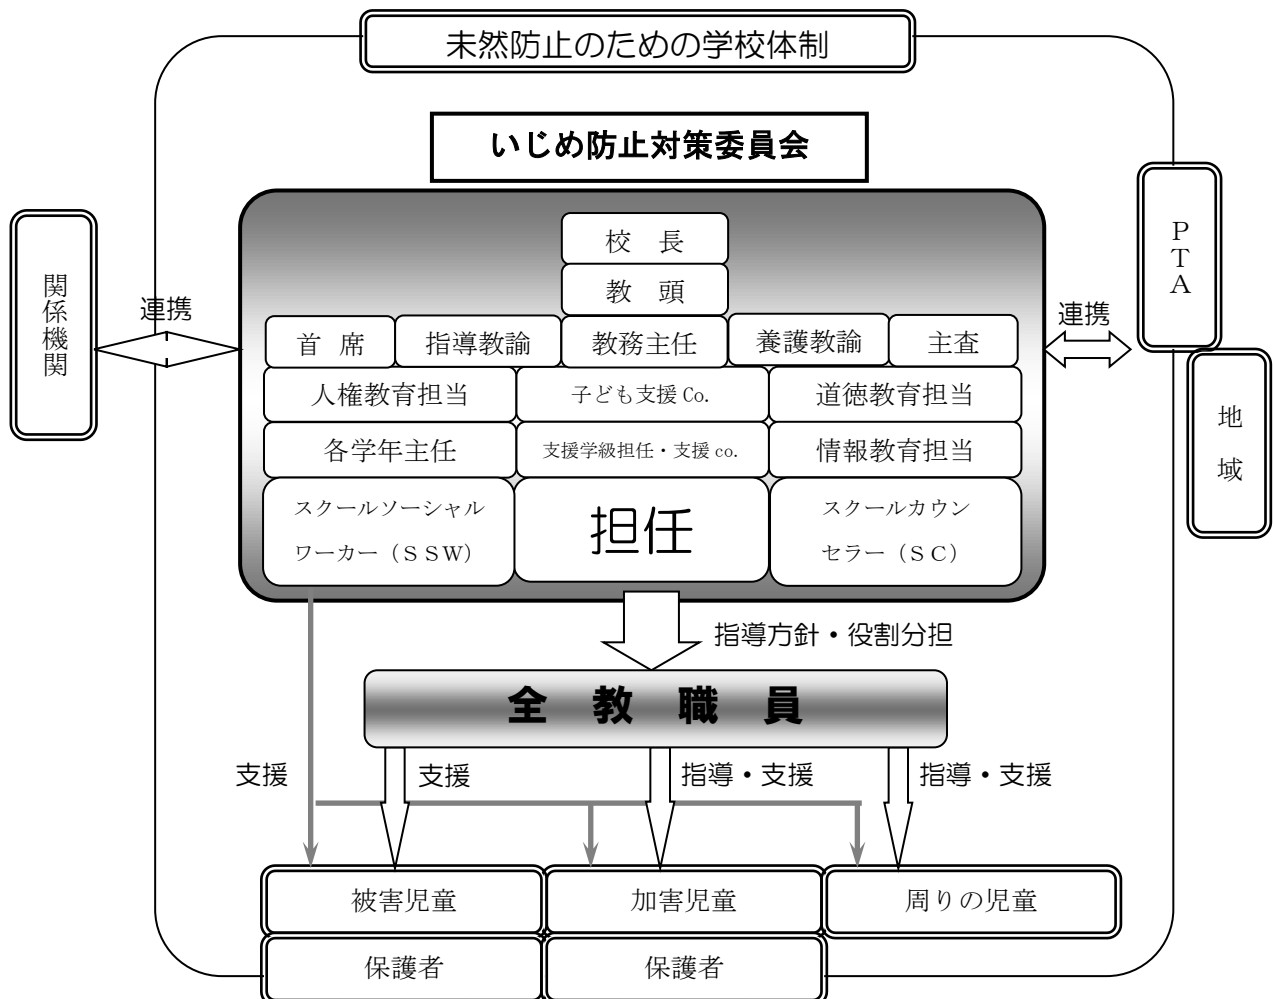 未然防止のための学校体制
いじめ防止対策委員会
校　長
教　頭
首　席
指導教諭
教務主任
養護教諭
主査
人権教育担当
子ども支援 Co.
道徳教育担当
各学年主任
支援学級担任・支援 co.
情報教育担当
スクールソーシャル
ワーカー（ＳＳＷ）
担任
スクールカウン
セラー（ＳＣ）
関係機関
連携
連携
ＰＴＡ
地　域
指導方針・役割分担
全　教　職　員
支援
支援
指導・支援
指導・支援
被害児童
加害児童
周りの児童
保護者
保護者